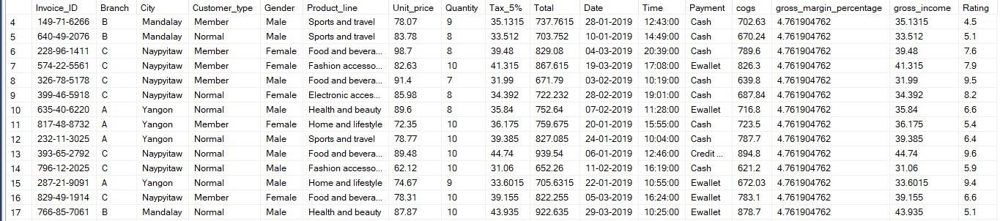 Invoice_ID Branch City Customer_type Gender Product_line Unit_price Quantity Tax_5% Total Date Time Payment cogs gross_margin_percentage gross_income Rating
4 149-71-6266 B Mandalay Member Male Sports and travel 78.07 9 35.1315 737.7615 28-01-2019 12:43:00 Cash 702.63 4.761904762 35.1315 4.5
5 640-49-2076 B Mandalay Normal Male Sports and travel 83.78 8 33.512 703.752 10-01-2019 14:49:00 Cash 670.24 4.761904762 33.512 5.1
6 228-96-1411 C Naypyitaw Member Female Food and bevera... 98.7 8 39.48 829.08 04-03-2019 20:39:00 Cash 789.6 4.761904762 39.48 7.6
7 574-22-5561 C Naypyitaw Member Female Fashion accesso... 82.63 10 41.315 867.615 19-03-2019 17:08:00 Ewallet 826.3 4.761904762 41.315 7.9
8 326-78-5178 C Naypyitaw Member Male Food and bevera... 91.4 7 31.99 671.79 03-02-2019 10:19:00 Cash 639.8 4.761904762 31.99 9.5
9 399-46-5918 C Naypyitaw Normal Female Electronic acces... 85.98 8 34.392 722.232 28-02-2019 19:01:00 Cash 687.84 4.761904762 34.392 8.2
10 635-40-6220 A Yangon Normal Male Health and beauty 89.6 8 35.84 752.64 07-02-2019 11:28:00 Ewallet 716.8 4.761904762 35.84 6.6
11 817-48-8732 A Yangon Member Female Home and lifestyle 72.35 10 36.175 759.675 20-01-2019 15:55:00 Cash 723.5 4.761904762 36.175 5.4
12 232-11-3025 A Yangon Normal Male Sports and travel 78.77 10 39.385 827.085 24-01-2019 10:04:00 Cash 787.7 4.761904762 39.385 6.4
13 393-65-2792 C Naypyitaw Normal Male Food and bevera... 89.48 10 44.74 939.54 06-01-2019 12:46:00 Credit ... 894.8 4.761904762 44.74 9.6
14 796-12-2025 C Naypyitaw Normal Male Fashion accesso... 62.12 10 31.06 652.26 11-02-2019 16:19:00 Cash 621.2 4.761904762 31.06 5.9
15 287-21-9091 A Yangon Normal Male Home and lifestyle 74.67 9 33.6015 705.6315 22-01-2019 10:55:00 Ewallet 672.03 4.761904762 33.6015 9.4
16 829-49-1914 C Naypyitaw Member Female Food and bevera... 78.31 10 39.155 822.255 05-03-2019 16:24:00 Ewallet 783.1 4.761904762 39.155 6.6
17 766-85-7061 B Mandalay Normal Male Health and beauty 87.87 10 43.935 922.635 29-03-2019 10:25:00 Ewallet 878.7 4.761904762 43.935 5.1